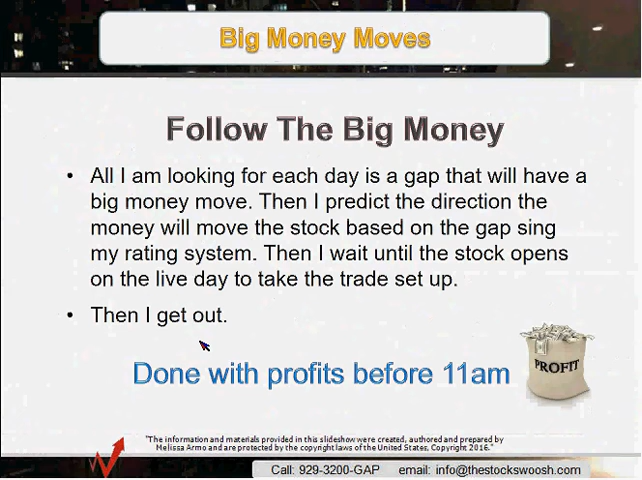 Big Money Moves
Follow The Big Money
• All I am looking for each day is a gap that will have a
big money move. Then I predict the direction the
money will move the stock based on the gap sing
my rating system. Then I wait until the stock opens
on the live day to take the trade set up.
• Then I get out.
PROFIT
Done with profits before 11am
"The information and materials provided in this slideshow were created, authored and prepared by
Melissa Armo and are protected by the copyright laws of the United States, Copyright 2016."
Call: 929-3200-GAP email: info@thestockswoosh.com